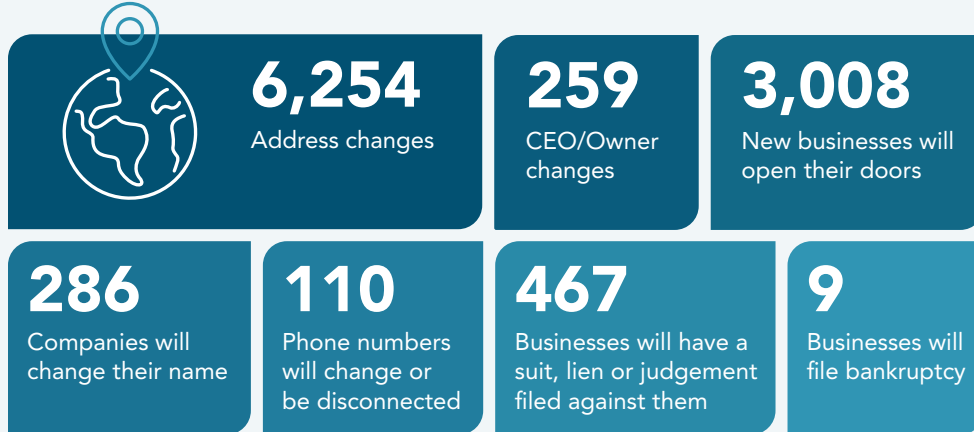 6,254
Address changes
259
CEO/Owner
changes
3,008
New businesses will
open their doors
286
Companies will
change their name
110
Phone numbers
will change or
be disconnected
467
Businesses will have a
suit, lien or judgement
filed against them
9
Businesses will
file bankruptcy